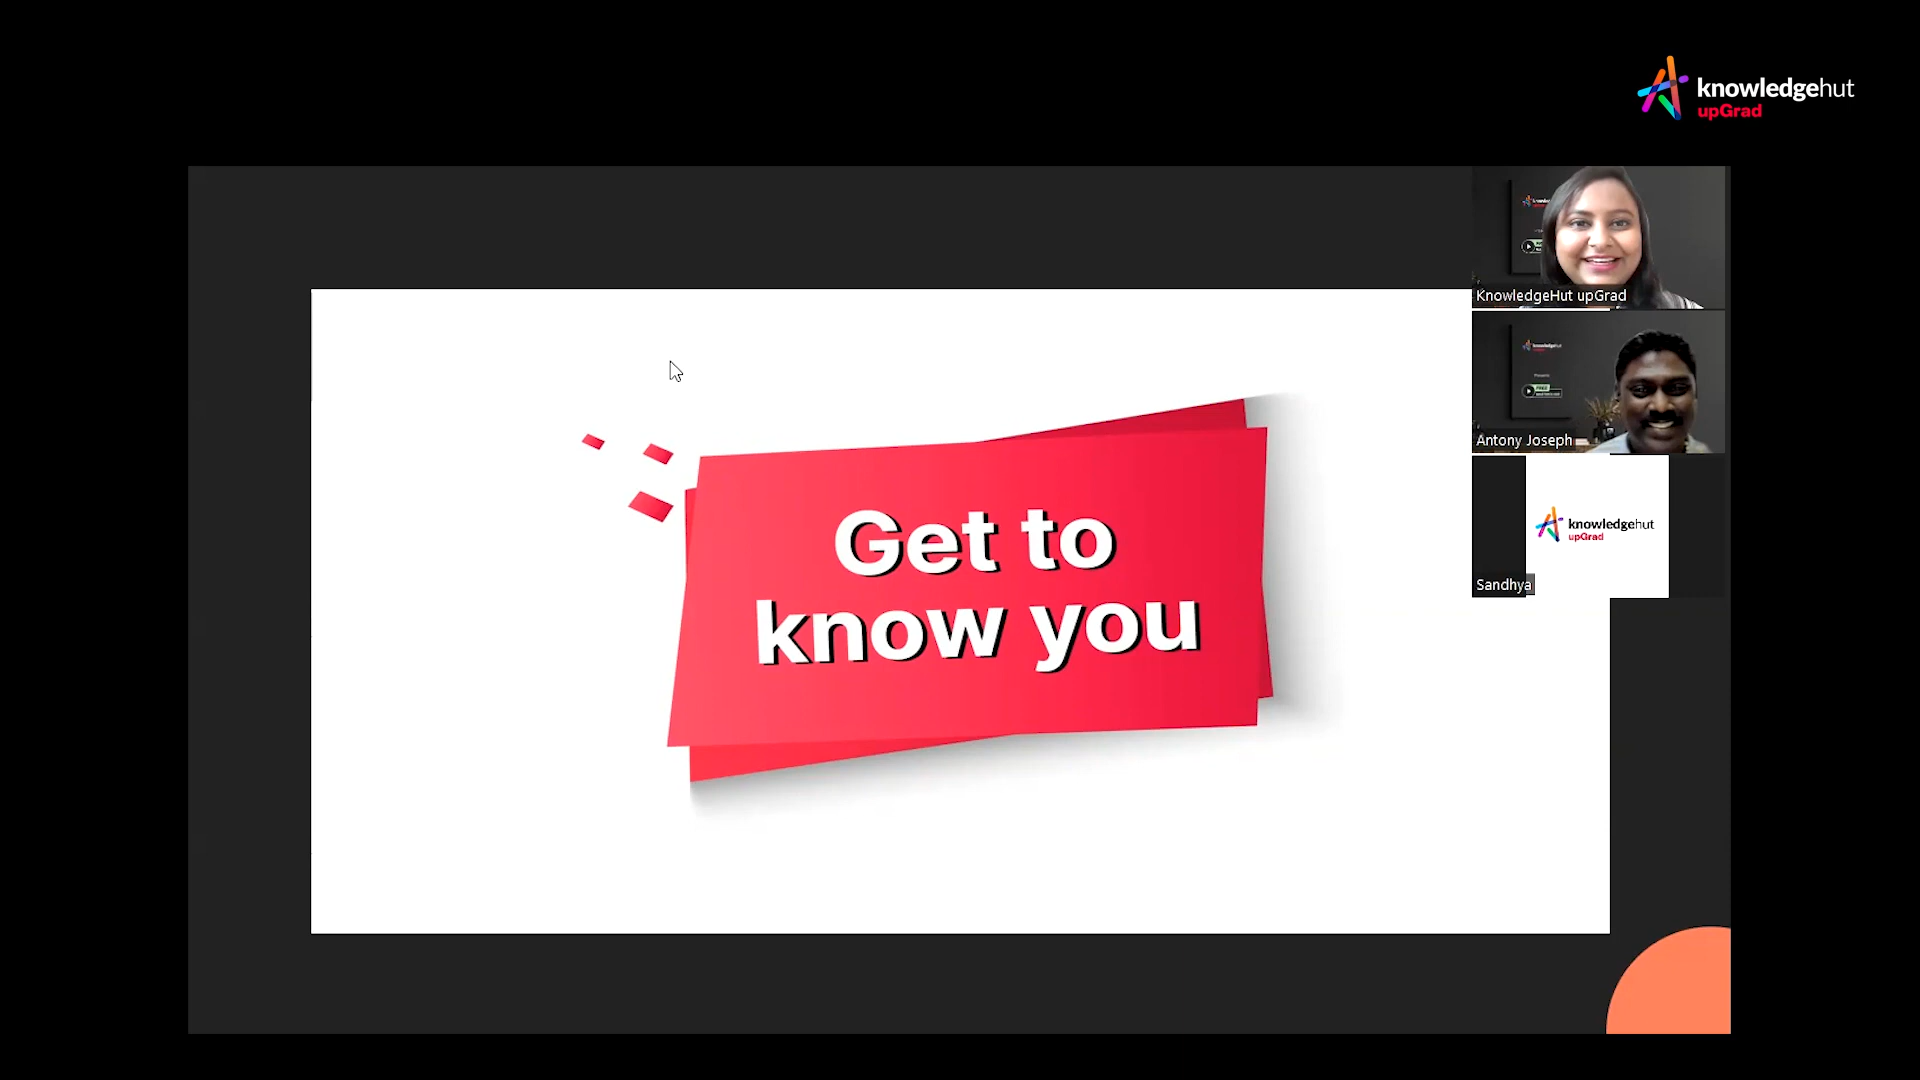 knowledgehut
upGrad
KnowledgeHut upGrad
Antony Joseph
knowledgehut
upGrad
Sandhya
Get to
know you